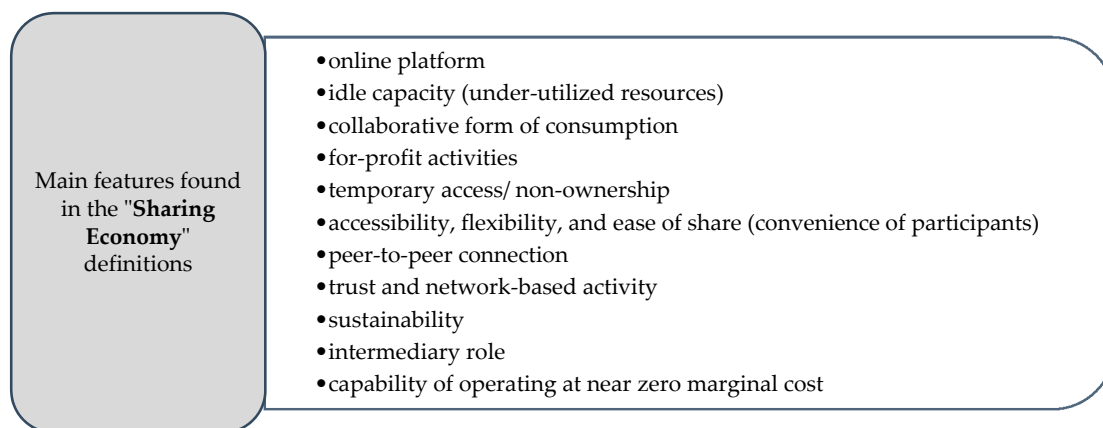 Main features found
in the "Sharing
Economy"
definitions
•online platform
•idle capacity (under-utilized resources)
•collaborative form of consumption
•for-profit activities
•temporary access/ non-ownership
•accessibility, flexibility, and ease of share (convenience of participants)
•peer-to-peer connection
•trust and network-based activity
•sustainability
•intermediary role
•capability of operating at near zero marginal cost